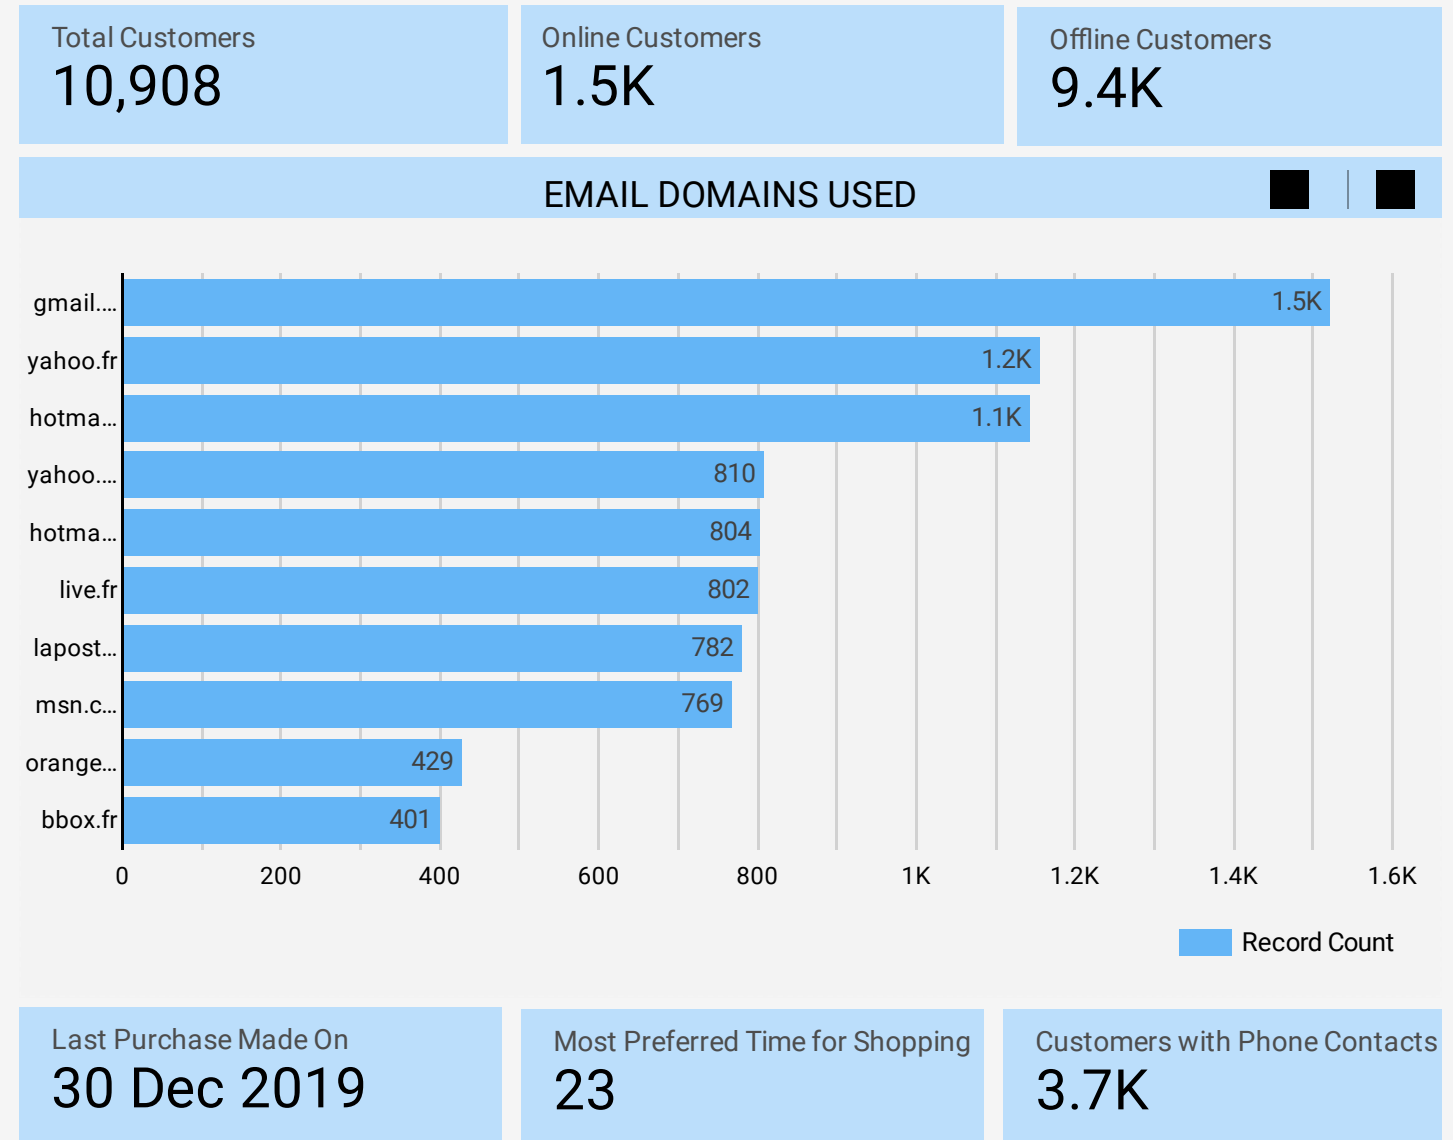 Total Customers
10,908
Online Customers
1.5K
Offline Customers
9.4K
EMAIL DOMAINS USED
gmail.... 1.5K
yahoo.fr 1.2K
hotma... 1.1K
yahoo.... 810
hotma... 804
live.fr 802
lapost... 782
msn.c... 769
orange... 429
bbox.fr 401
0 200 400 600 800 1K 1.2K 1.4K 1.6K
Record Count
Last Purchase Made On
30 Dec 2019
Most Preferred Time for Shopping
23
Customers with Phone Contacts
3.7K